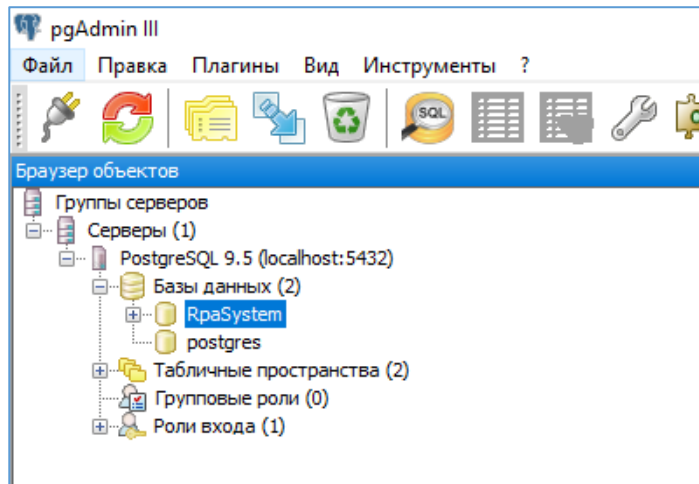 pgAdmin III
Файл Правка Плагины Вид Инструменты ?
SQL
Браузер объектов
Группы серверов
Серверы (1)
PostgreSQL 9.5 (localhost:5432)
Базы данных (2)
RpaSystem
postgres
Табличные пространства (2)
Групповые роли (0)
Роли входа (1)